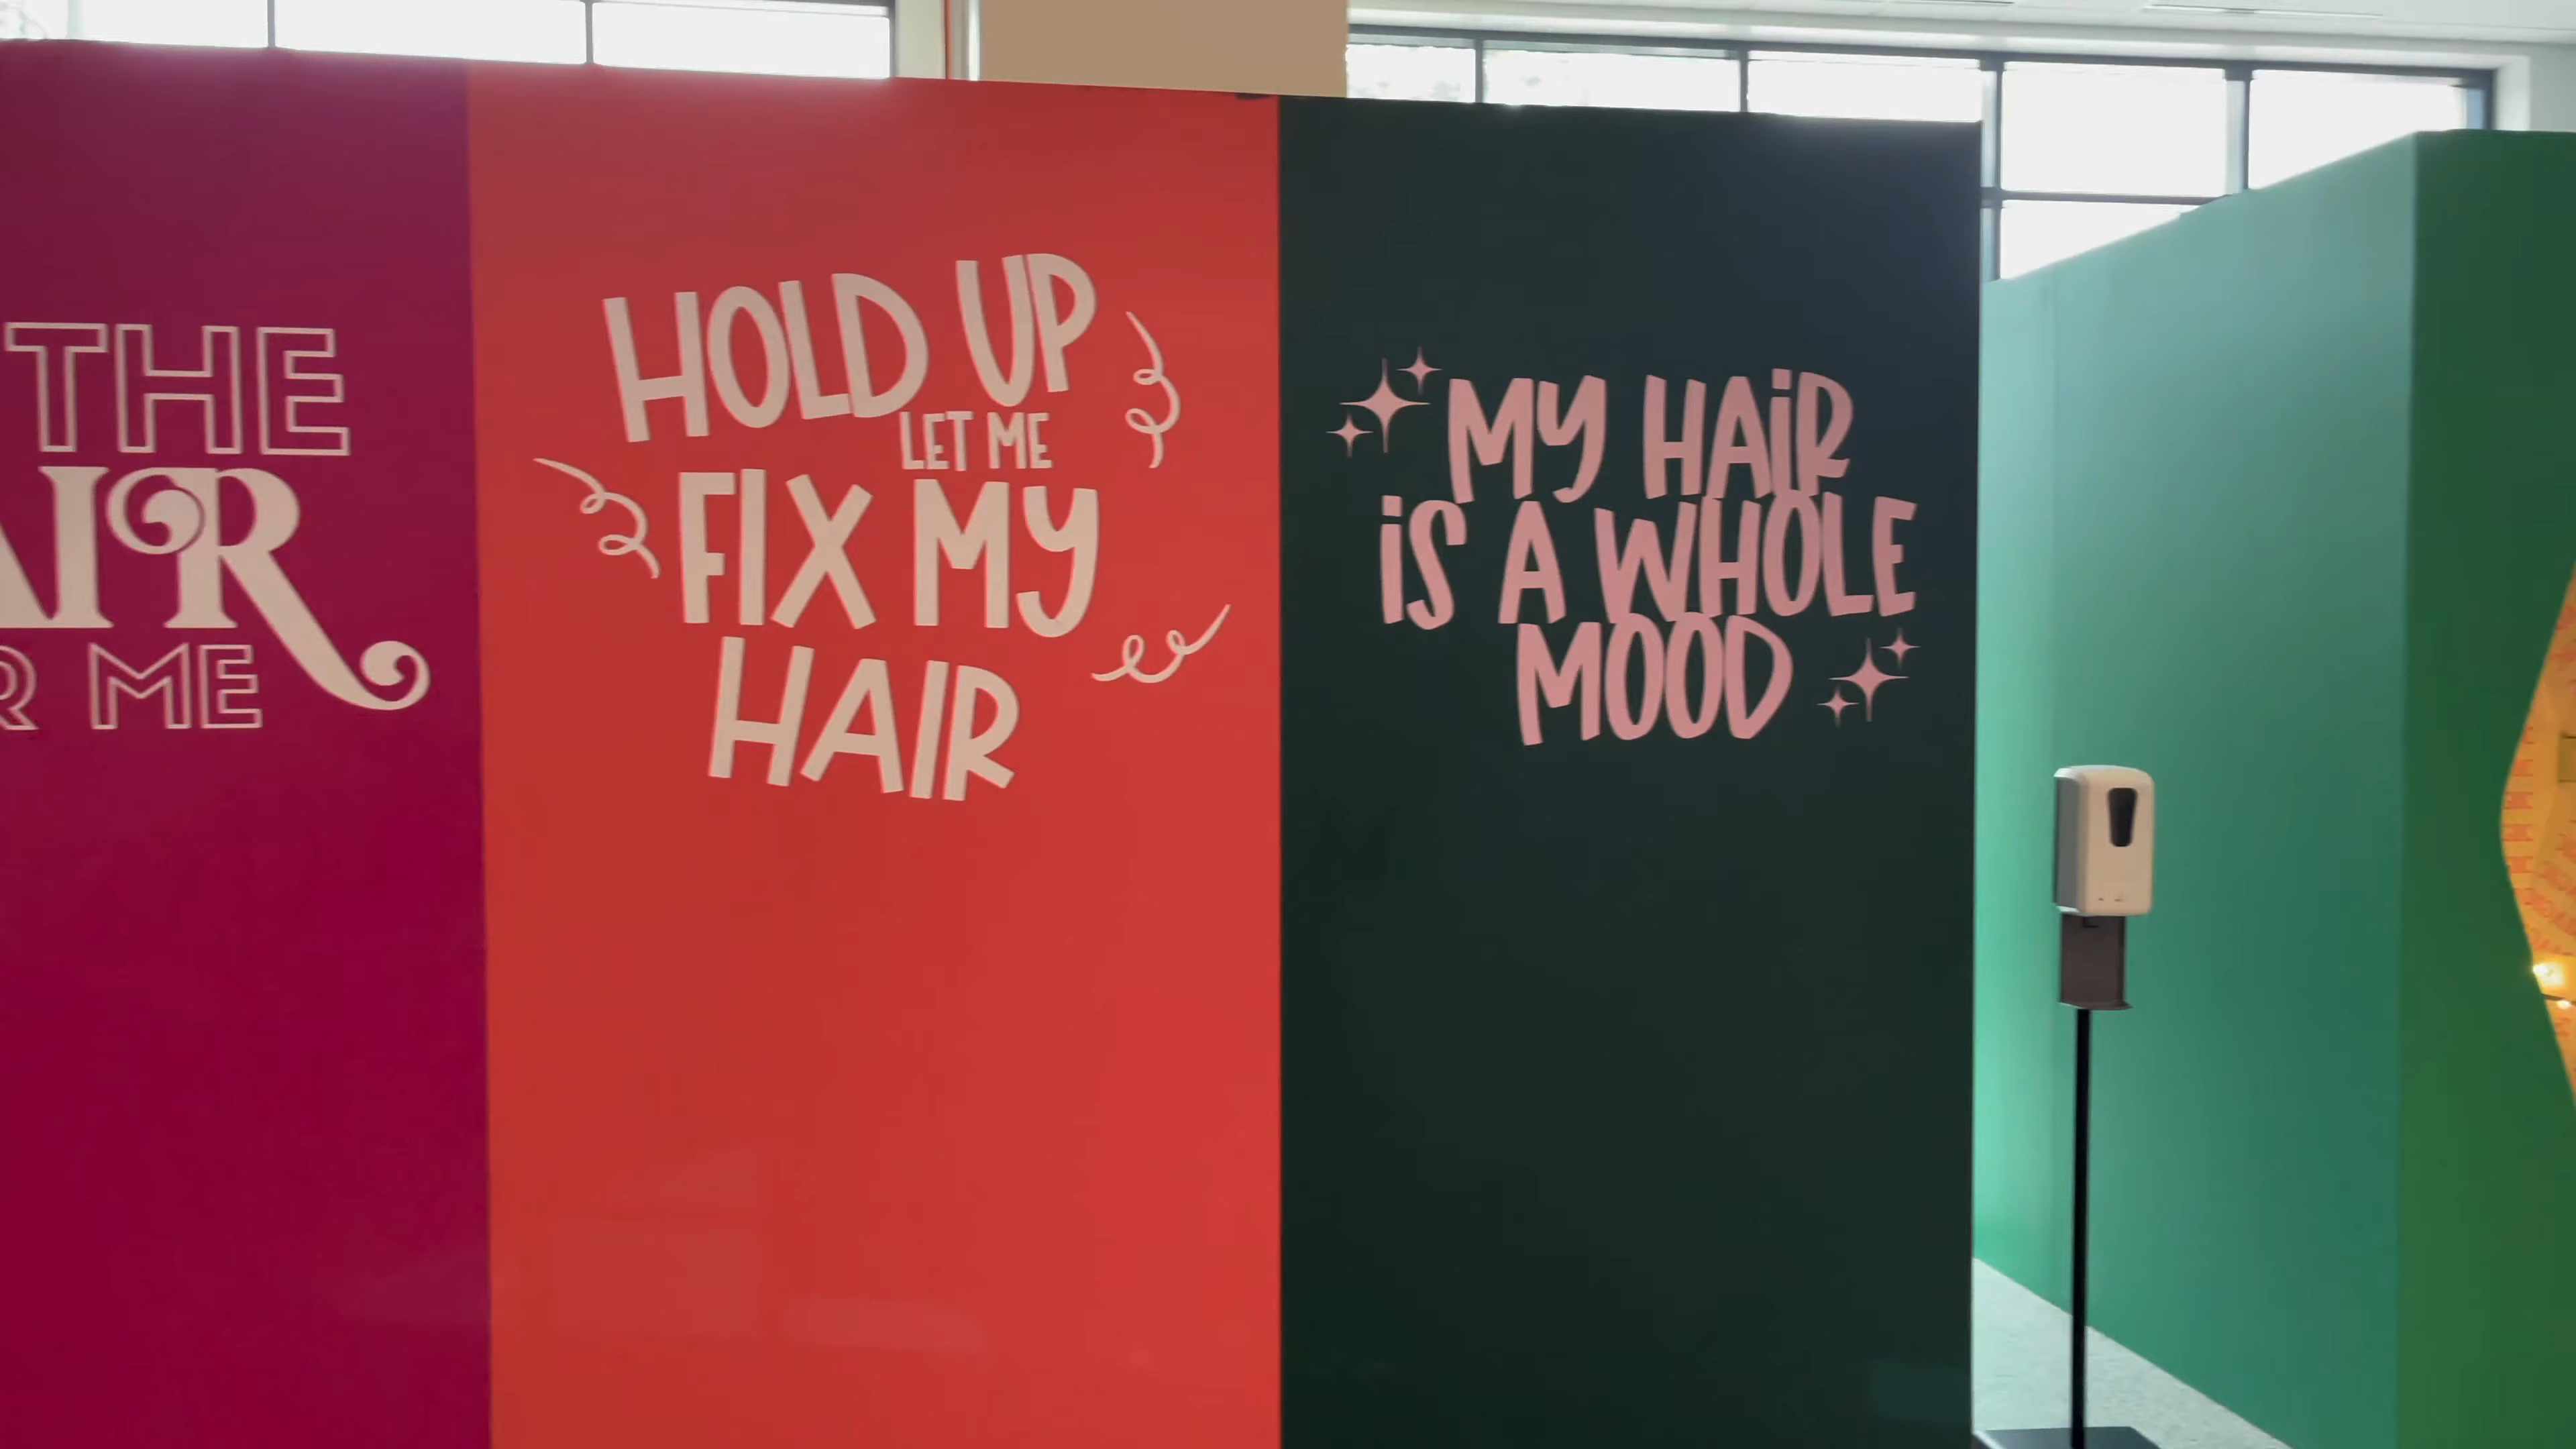 THE
ME
HOLD UP
LET ME
FIX MY
HAIR
MY HAiR
iS A WHOLE
MOOD